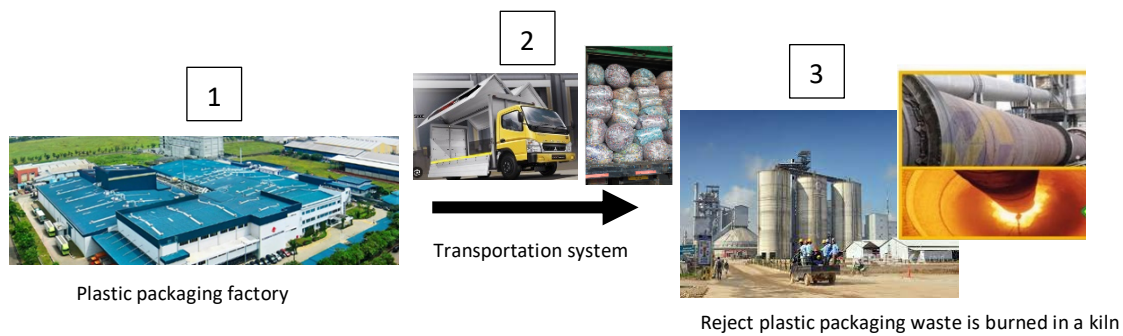 1
2
3
Transportation system
Plastic packaging factory
Reject plastic packaging waste is burned in a kiln